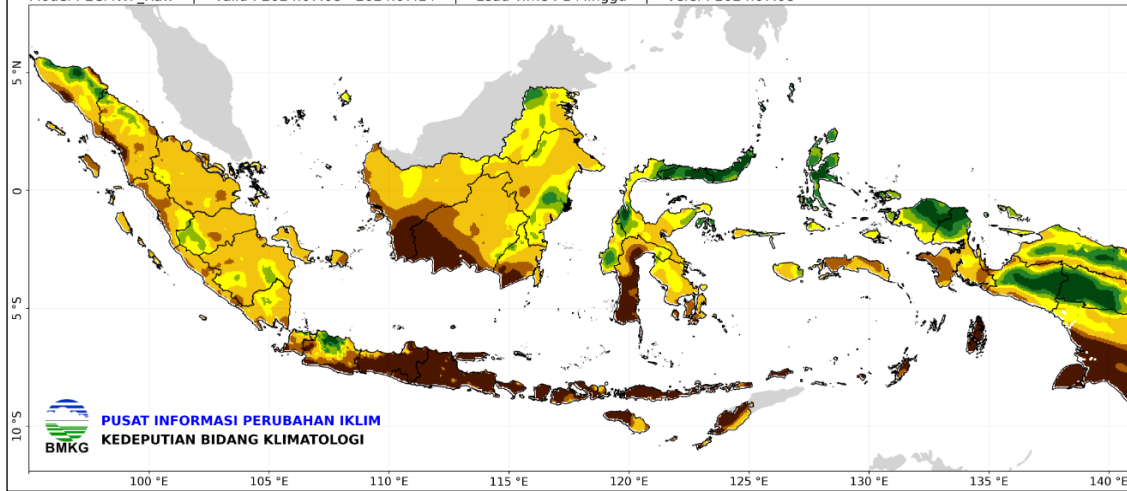 5 °N
0
5 °S
10 °S
BMKG
PUSAT INFORMASI PERUBAHAN IKLIM
KEDEPUTIAN BIDANG KLIMATOLOGI
100 °E 105 °E 110 °E 115 °E 120 °E 125 °E 130 °E 135 °E 140 °E